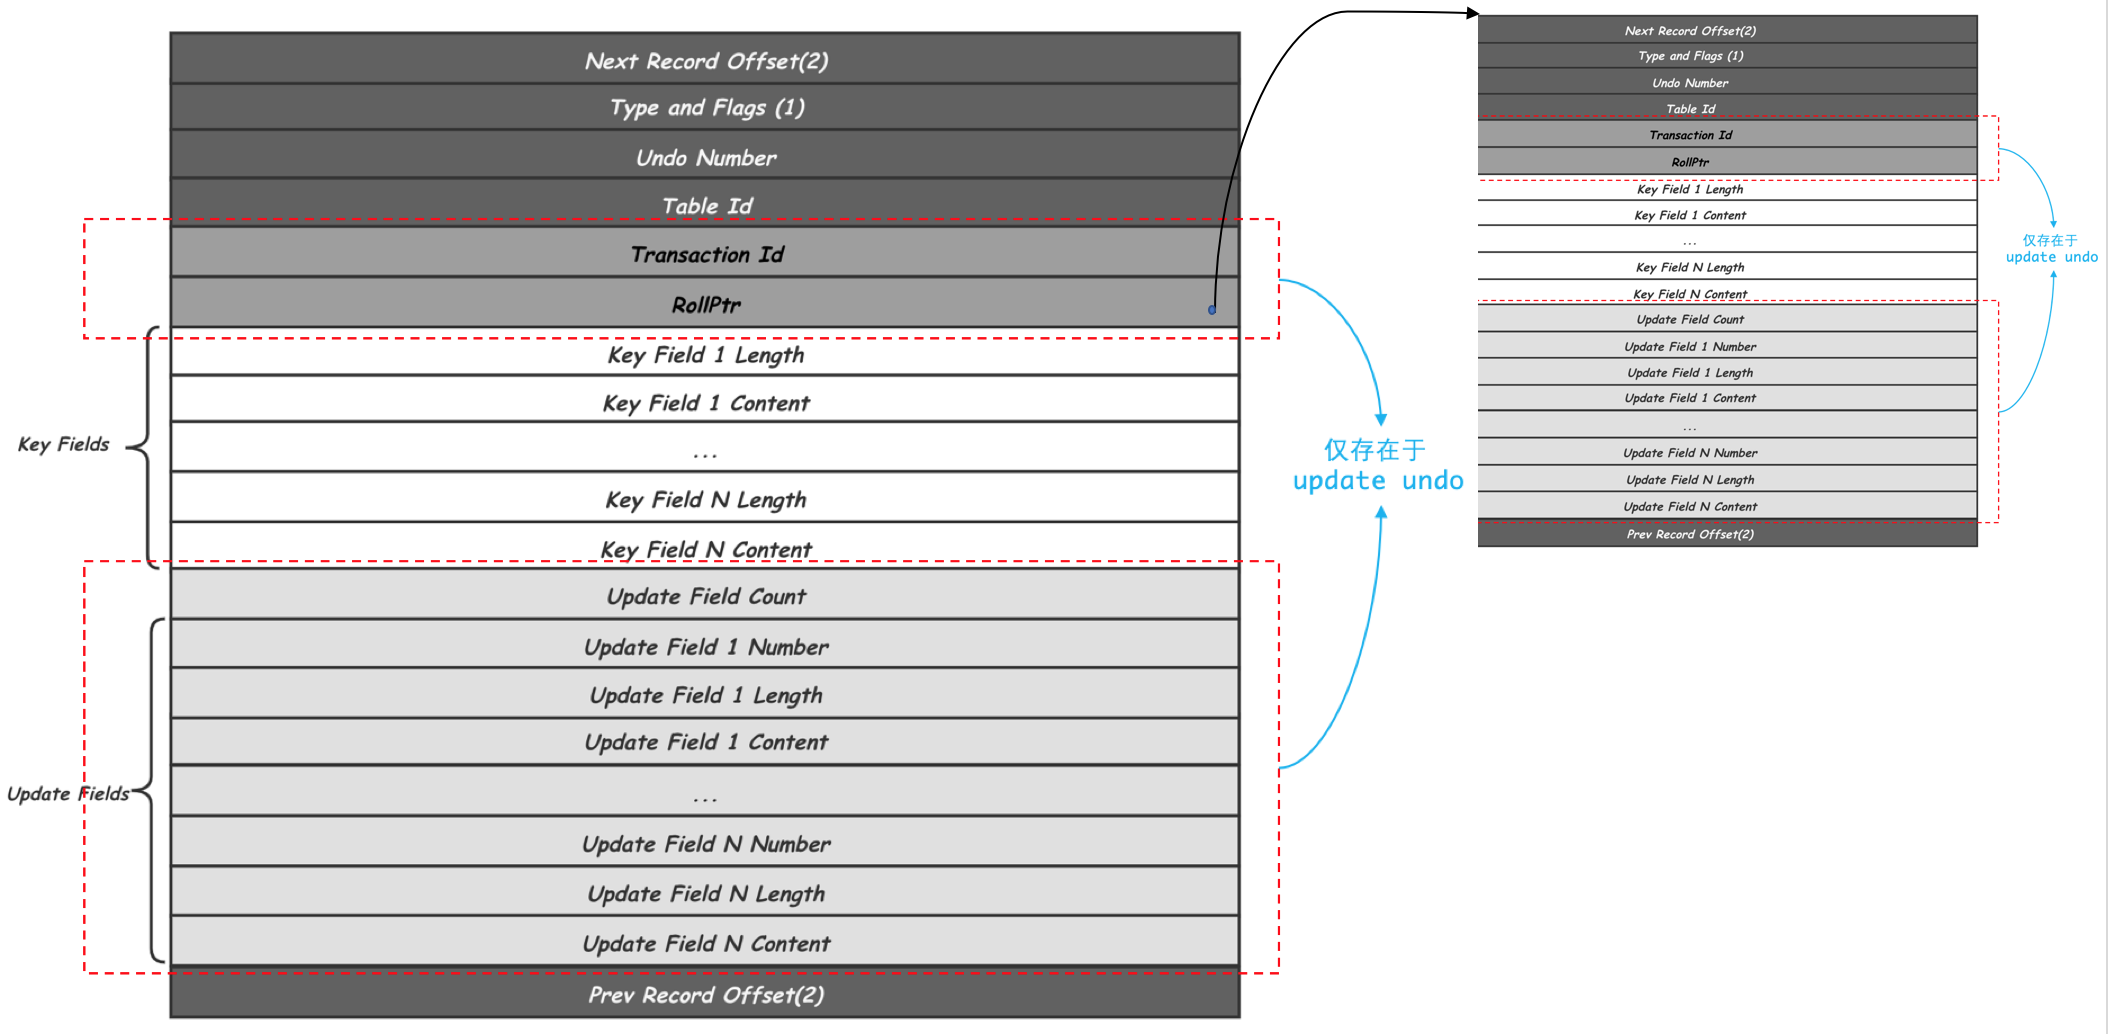 Next Record Offset(2)
Type and Flags (1)
Undo Number
Table Id
Transaction Id
RollPtr
Key Field 1 Length
Key Field 1 Content
...
Key Field N Length
Key Field N Content
Update Field Count
Update Field 1 Number
Update Field 1 Length
Update Field 1 Content
...
Update Field N Number
Update Field N Length
Update Field N Content
Prev Record Offset(2)
Key Fields
Update Fields
仅存在于
update undo
Next Record Offset(2)
Type and Flags (1)
Undo Number
Table Id
Transaction Id
RollPtr
Key Field 1 Length
Key Field 1 Content
...
Key Field N Length
Key Field N Content
Update Field Count
Update Field 1 Number
Update Field 1 Length
Update Field 1 Content
...
Update Field N Number
Update Field N Length
Update Field N Content
Prev Record Offset(2)
仅存在于
update undo